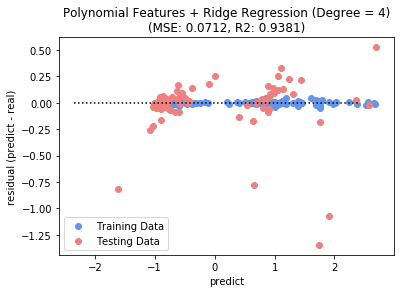 Polynomial Features + Ridge Regression (Degree = 4)
(MSE: 0.0712, R2: 0.9381)
residual (predict - real)
0.50
0.25
0.00
−0.25
−0.50
−0.75
−1.00
−1.25
Training Data
Testing Data
−2 −1 0 1 2
predict